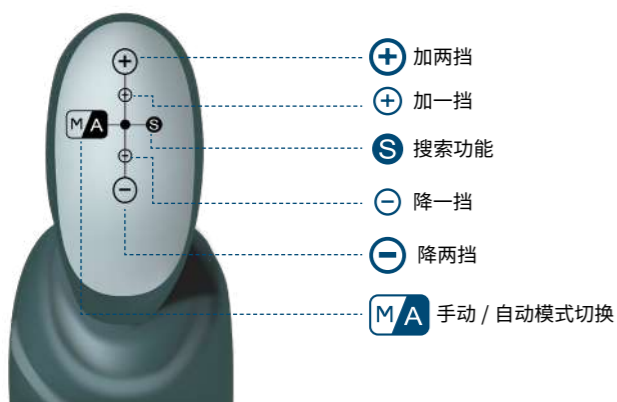 ⊕ 加两挡
⊕ 加一挡
S 搜索功能
⊖ 降一挡
⊖ 降两挡
M/A 手动 / 自动模式切换
+
+
M/A S
+
−